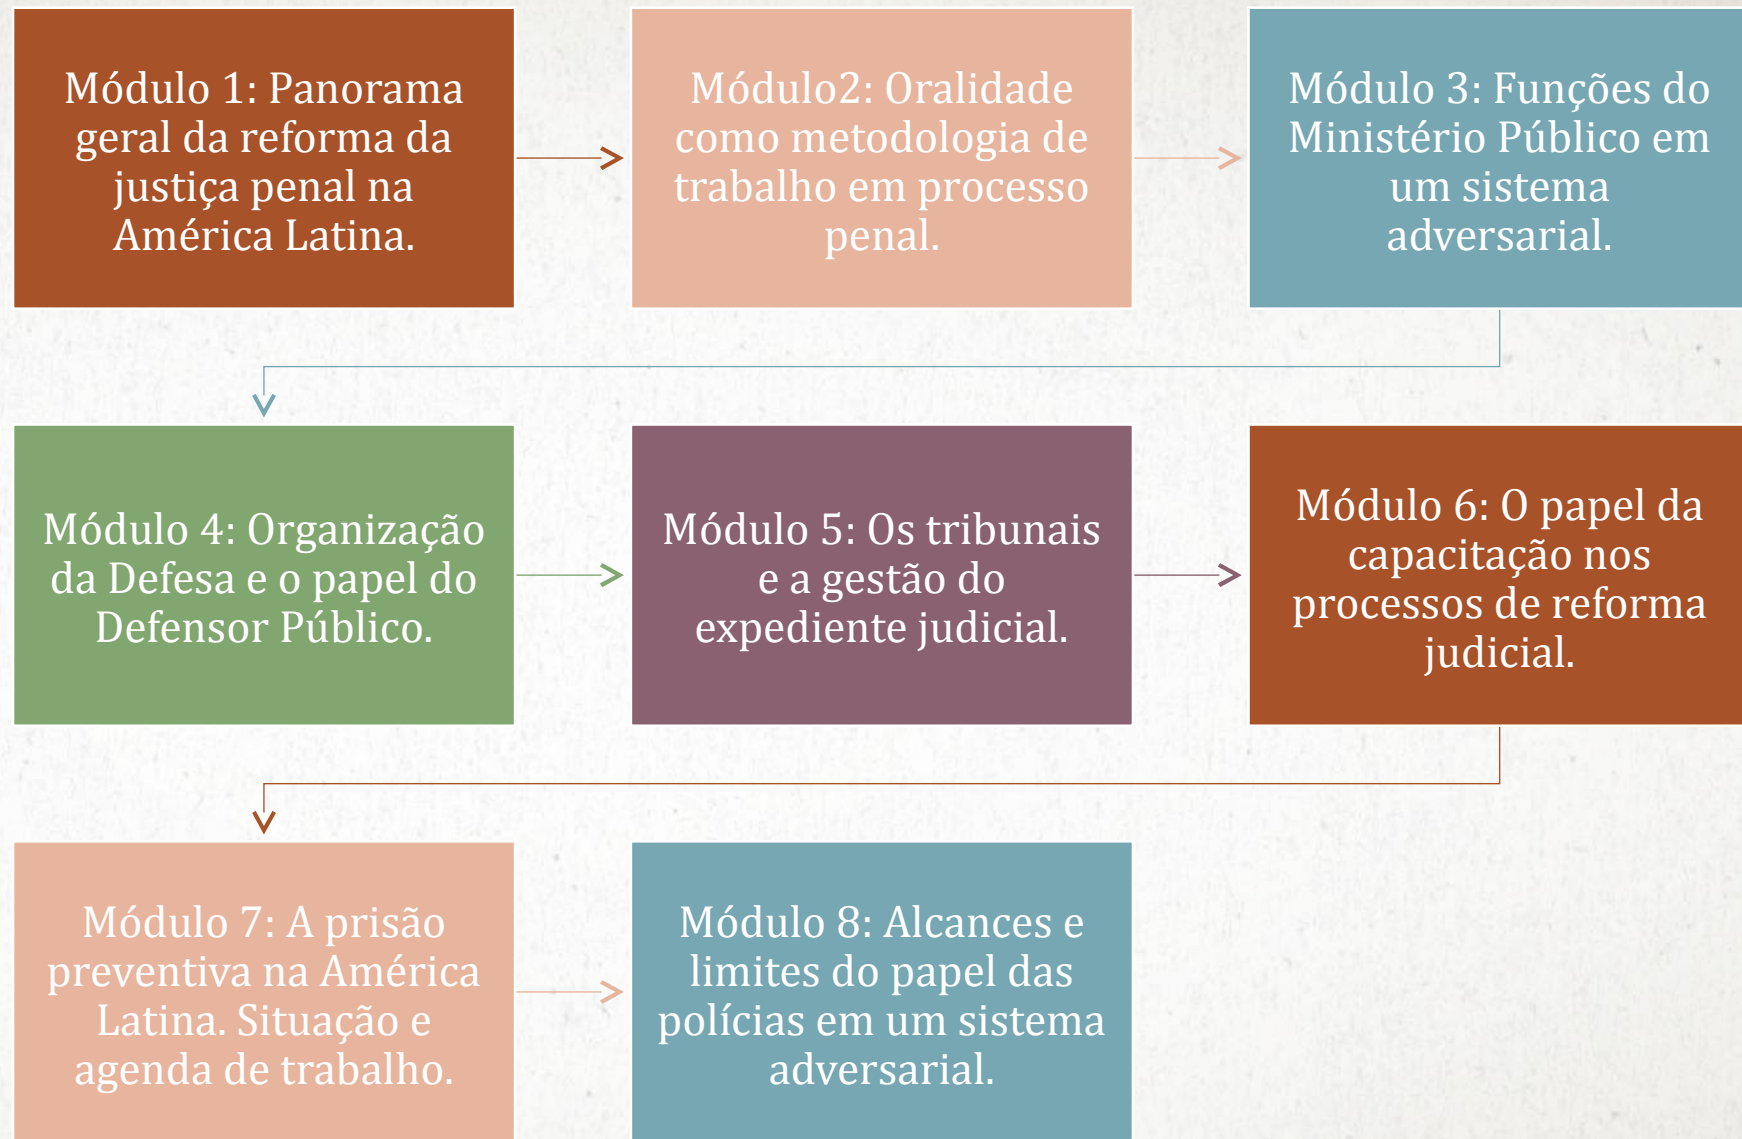 Módulo 1: Panorama
geral da reforma da
justiça penal na
América Latina.
Módulo2: Oralidade
como metodologia de
trabalho em processo
penal.
Módulo 3: Funções do
Ministério Público em
um sistema
adversarial.
Módulo 4: Organização
da Defesa e o papel do
Defensor Público.
Módulo 5: Os tribunais
e a gestão do
expediente judicial.
Módulo 6: O papel da
capacitação nos
processos de reforma
judicial.
Módulo 7: A prisão
preventiva na América
Latina. Situação e
agenda de trabalho.
Módulo 8: Alcances e
limites do papel das
polícias em um sistema
adversarial.